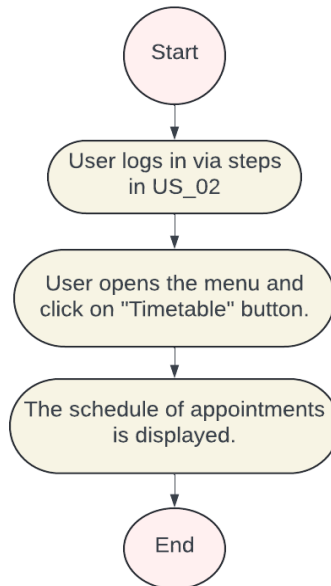 Start
User logs in via steps
in US_02
User opens the menu and
click on "Timetable" button.
The schedule of appointments
is displayed.
End